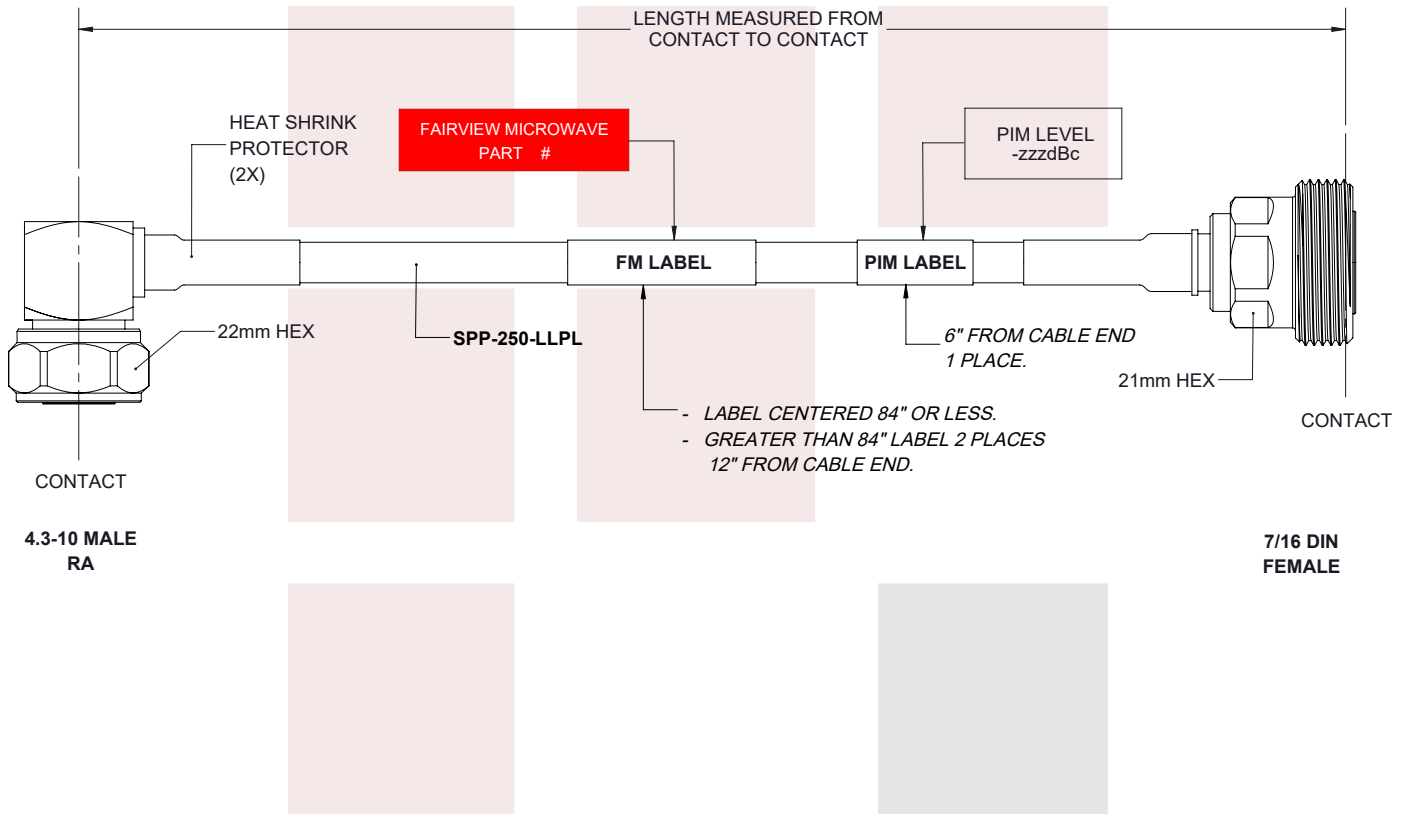 LENGTH MEASURED FROM
CONTACT TO CONTACT
HEAT SHRINK
PROTECTOR
(2X)
FAIRVIEW MICROWAVE
PART #
PIM LEVEL
-zzzdBc
FM LABEL
PIM LABEL
22mm HEX
SPP-250-LLPL
6" FROM CABLE END
1 PLACE.
21mm HEX
- LABEL CENTERED 84" OR LESS.
- GREATER THAN 84" LABEL 2 PLACES
12" FROM CABLE END.
CONTACT
CONTACT
4.3-10 MALE
RA
7/16 DIN
FEMALE